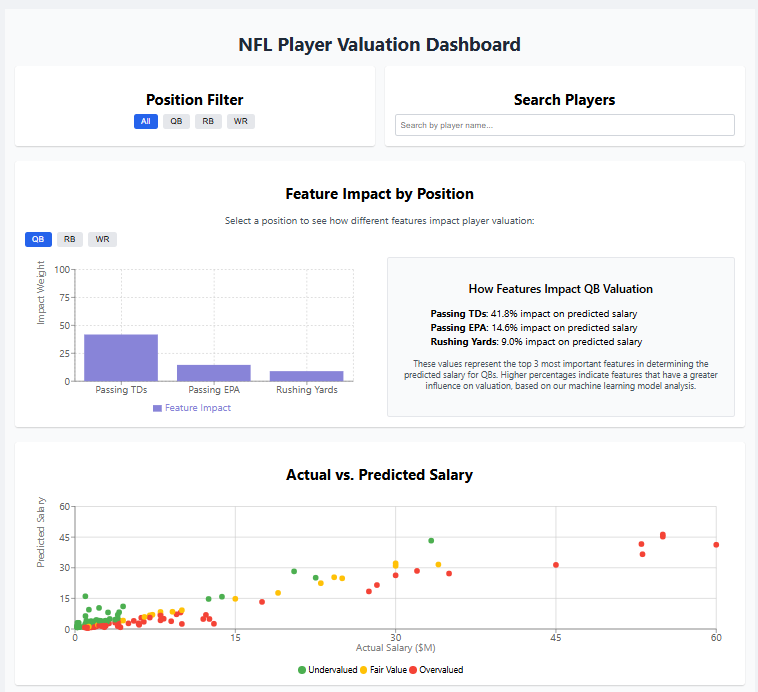 NFL Player Valuation Dashboard
Position Filter
All QB RB WR
Search Players
Search by player name...
Feature Impact by Position
Select a position to see how different features impact player valuation:
QB RB WR
Impact Weight
100
75
50
25
0
Passing TDs Passing EPA Rushing Yards
Feature Impact
How Features Impact QB Valuation
Passing TDs: 41.8% impact on predicted salary
Passing EPA: 14.6% impact on predicted salary
Rushing Yards: 9.0% impact on predicted salary
These values represent the top 3 most important features in determining the
predicted salary for QBs. Higher percentages indicate features that have a greater
influence on valuation, based on our machine learning model analysis.
Actual vs. Predicted Salary
Predicted Salary
60
45
30
15
0
0 15 30 45 60
Actual Salary ($M)
Undervalued Fair Value Overvalued